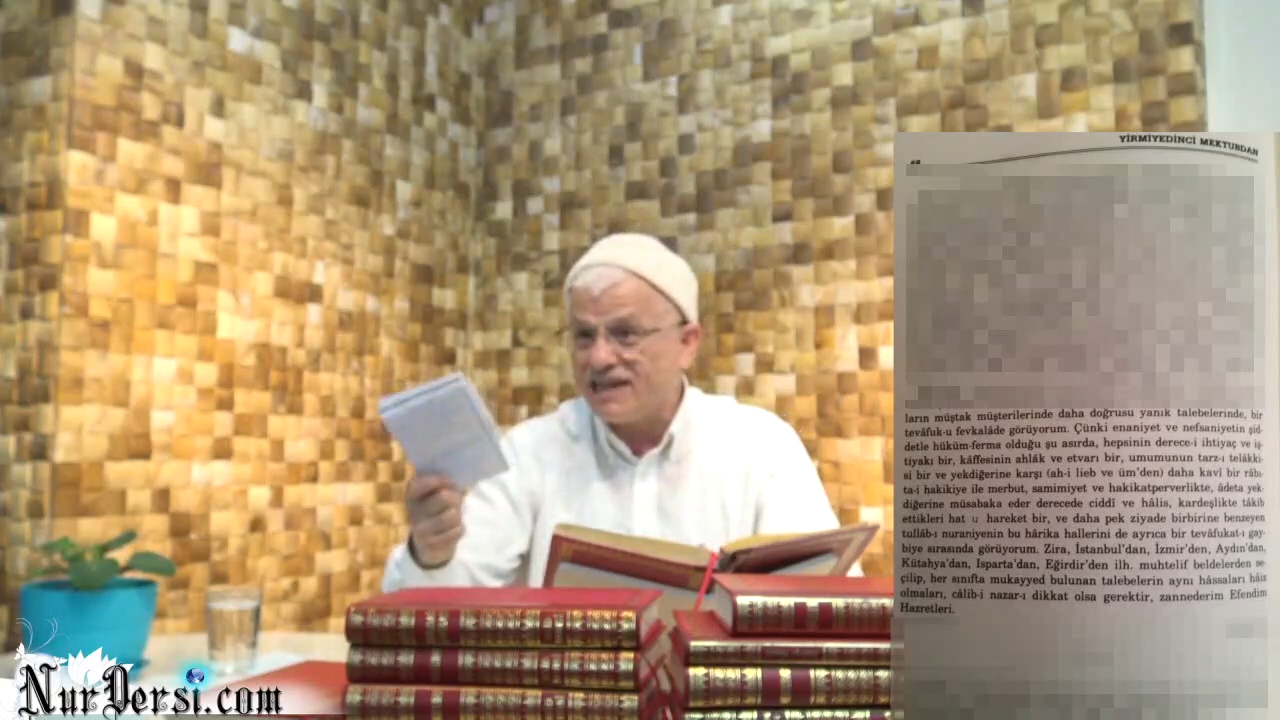 YİRMİYEDİNCİ MEKTUBDAN
ların müştak müşterilerinde daha doğrusu yanık talebelerinde, bir
tevâfuk-u fevkalâde görüyorum. Çünki enaniyet ve nefsaniyetin şid-
detle hüküm-ferma olduğu şu asırda, hepsinin derece-i ihtiyaç ve iş-
tiyakı bir, kâffesinin ahlâk ve etvarı bir, umumunun tarz-ı telâkki-
si bir ve yekdiğerine karşı (ah-i lieb ve üm'den) daha kavî bir râbı-
ta-i hakikiye ile merbut, samimiyet ve hakikatperverlikte, âdeta yek-
diğerine müsabaka eder derecede ciddî ve hâlis, kardeşlikte tâkib
ettikleri hat u hareket bir, ve daha pek ziyade birbirine benzeyen
tullâb-ı nuraniyenin bu hârika hallerini de ayrıca bir tevâfukat-ı gay-
biye sırasında görüyorum. Zira, İstanbul'dan, İzmir'den, Aydın'dan,
Kütahya'dan, Isparta'dan, Eğirdir'den ilh. muhtelif beldelerden se-
çilip, her sınıfta mukayyed bulunan talebelerin aynı hâssaları hâiz
olmaları, câlib-i nazar-ı dikkat olsa gerektir, zannederim Efendim
Hazretleri.
NurDersi.com